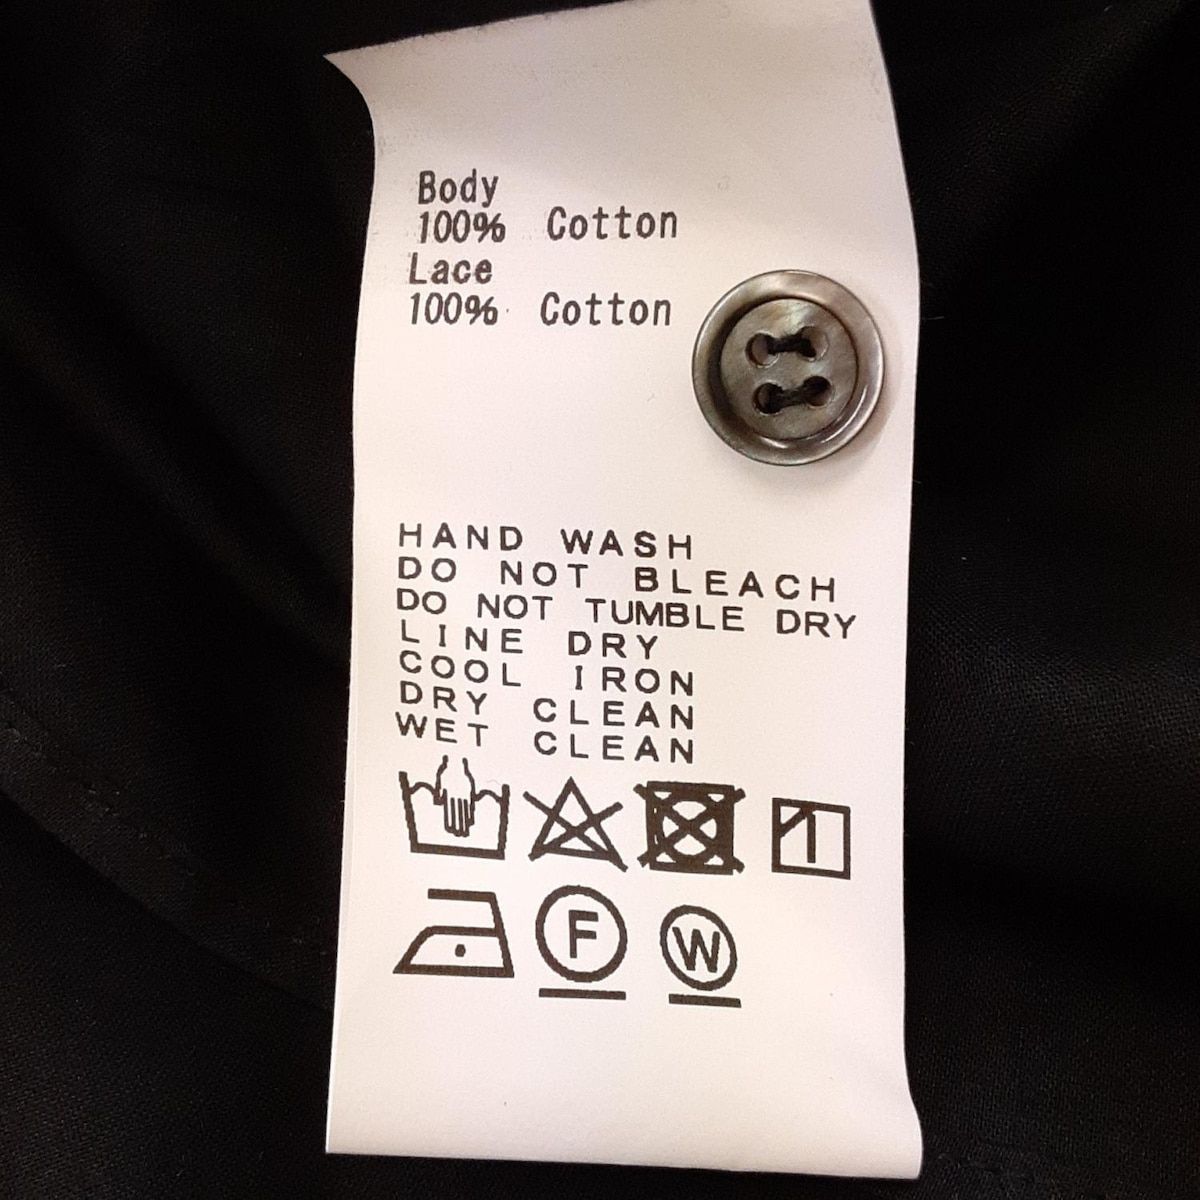 Body
100% Cotton
Lace
100% Cotton
HAND WASH
DO NOT BLEACH
DO NOT TUMBLE DRY
LINE DRY
COOL IRON
DRY CLEAN
WET CLEAN
F W